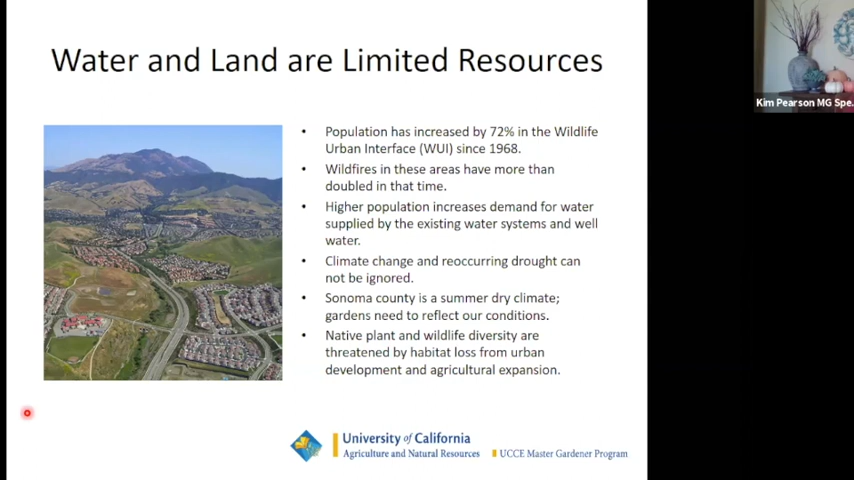 Water and Land are Limited Resources
Kim Pearson MG Spe...
• Population has increased by 72% in the Wildlife
Urban Interface (WUI) since 1968.
• Wildfires in these areas have more than
doubled in that time.
• Higher population increases demand for water
supplied by the existing water systems and well
water.
• Climate change and reoccurring drought can
not be ignored.
• Sonoma county is a summer dry climate;
gardens need to reflect our conditions.
• Native plant and wildlife diversity are
threatened by habitat loss from urban
development and agricultural expansion.
University of California
Agriculture and Natural Resources
UCCE Master Gardener Program